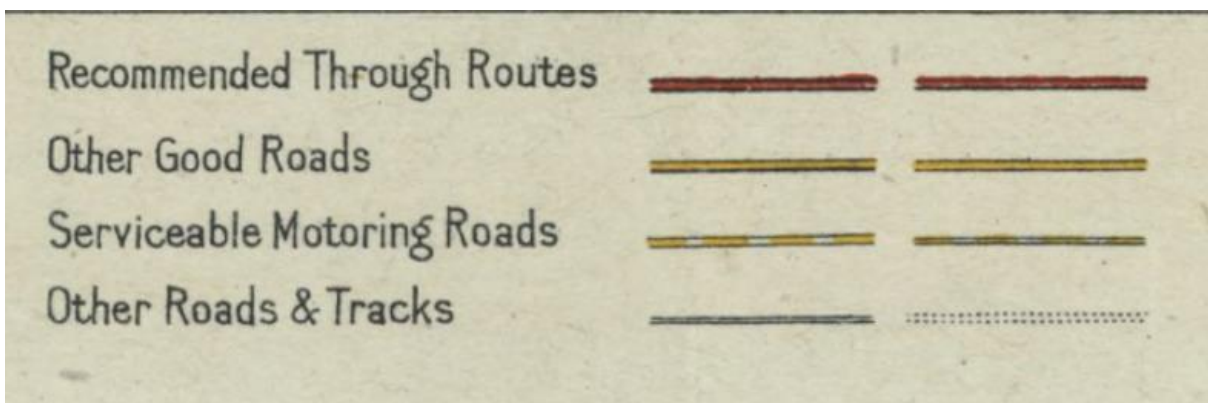 Recommended Through Routes
Other Good Roads
Serviceable Motoring Roads
Other Roads & Tracks